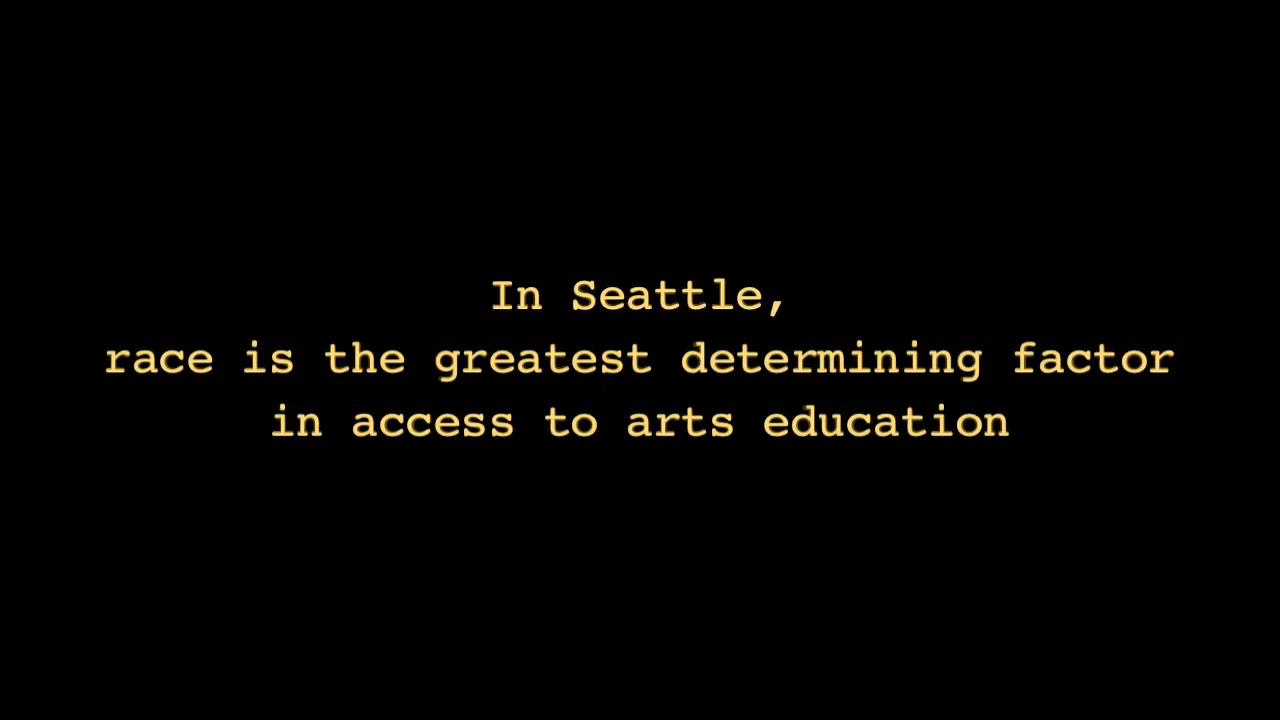 In Seattle,
race is the greatest determining factor
in access to arts education